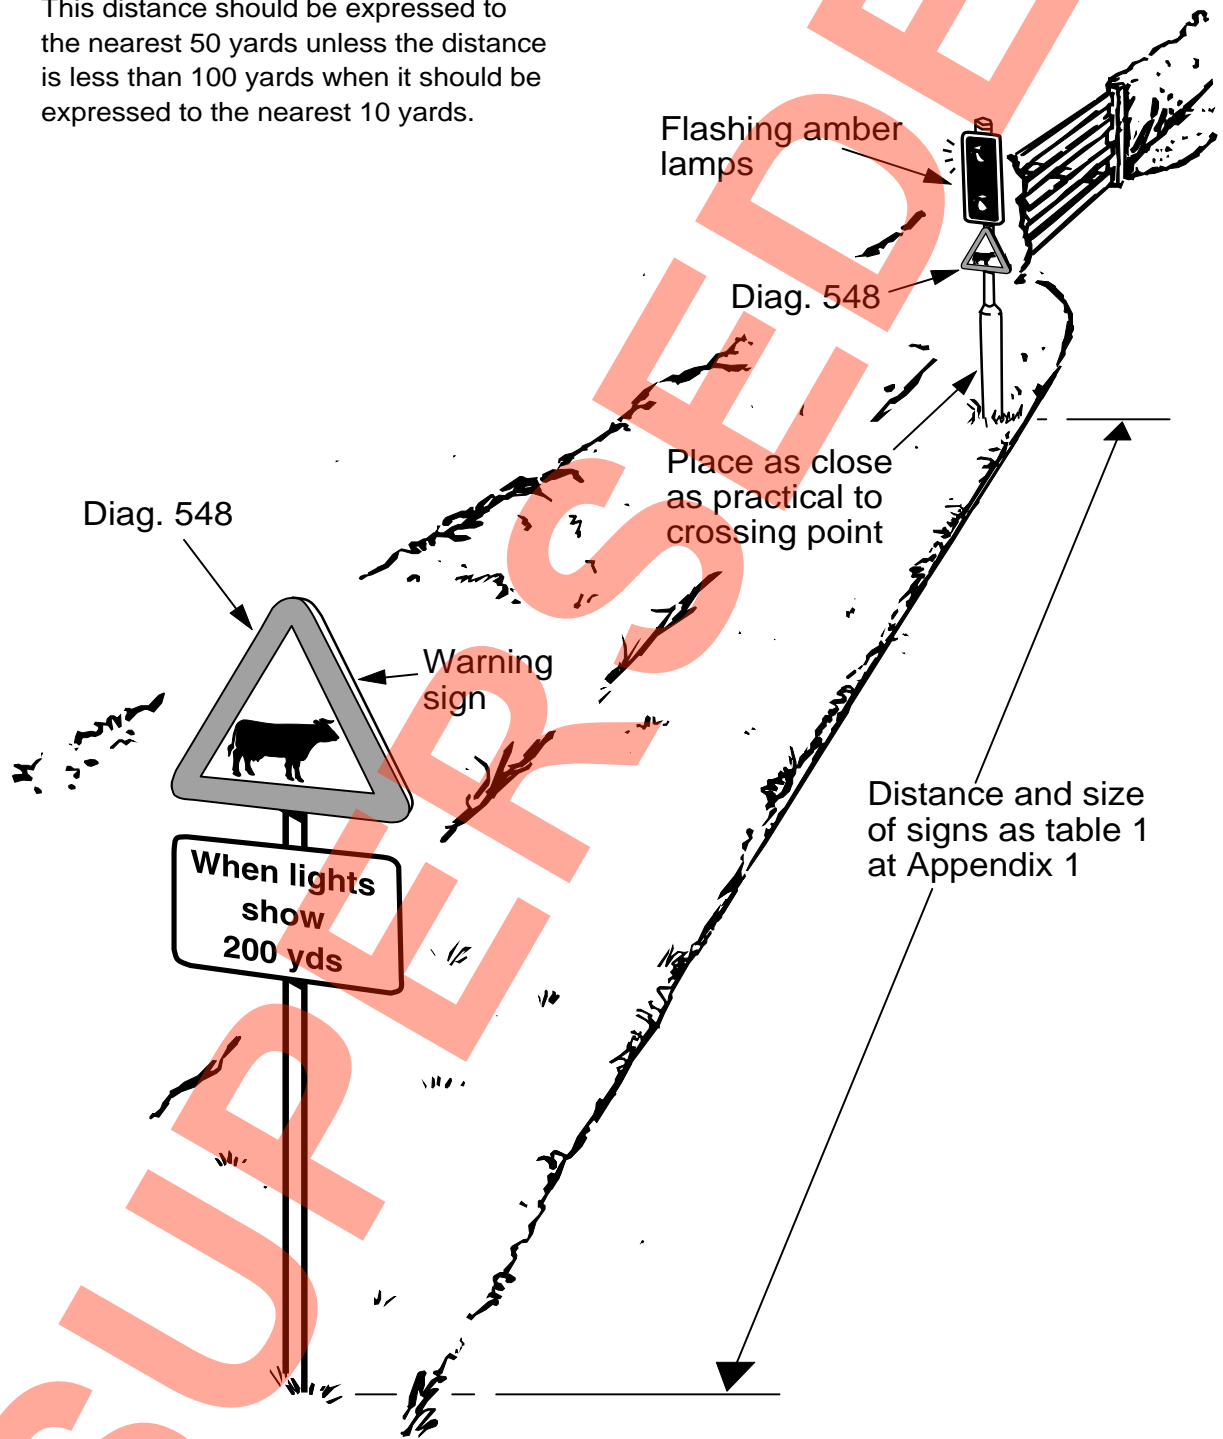 This distance should be expressed to
the nearest 50 yards unless the distance
is less than 100 yards when it should be
expressed to the nearest 10 yards.
Flashing amber
lamps
Diag. 548
Place as close
as practical to
crossing point
Diag. 548
Warning
sign
Distance and size
of signs as table 1
at Appendix 1
When lights
show
200 yds
SUPERSEDED